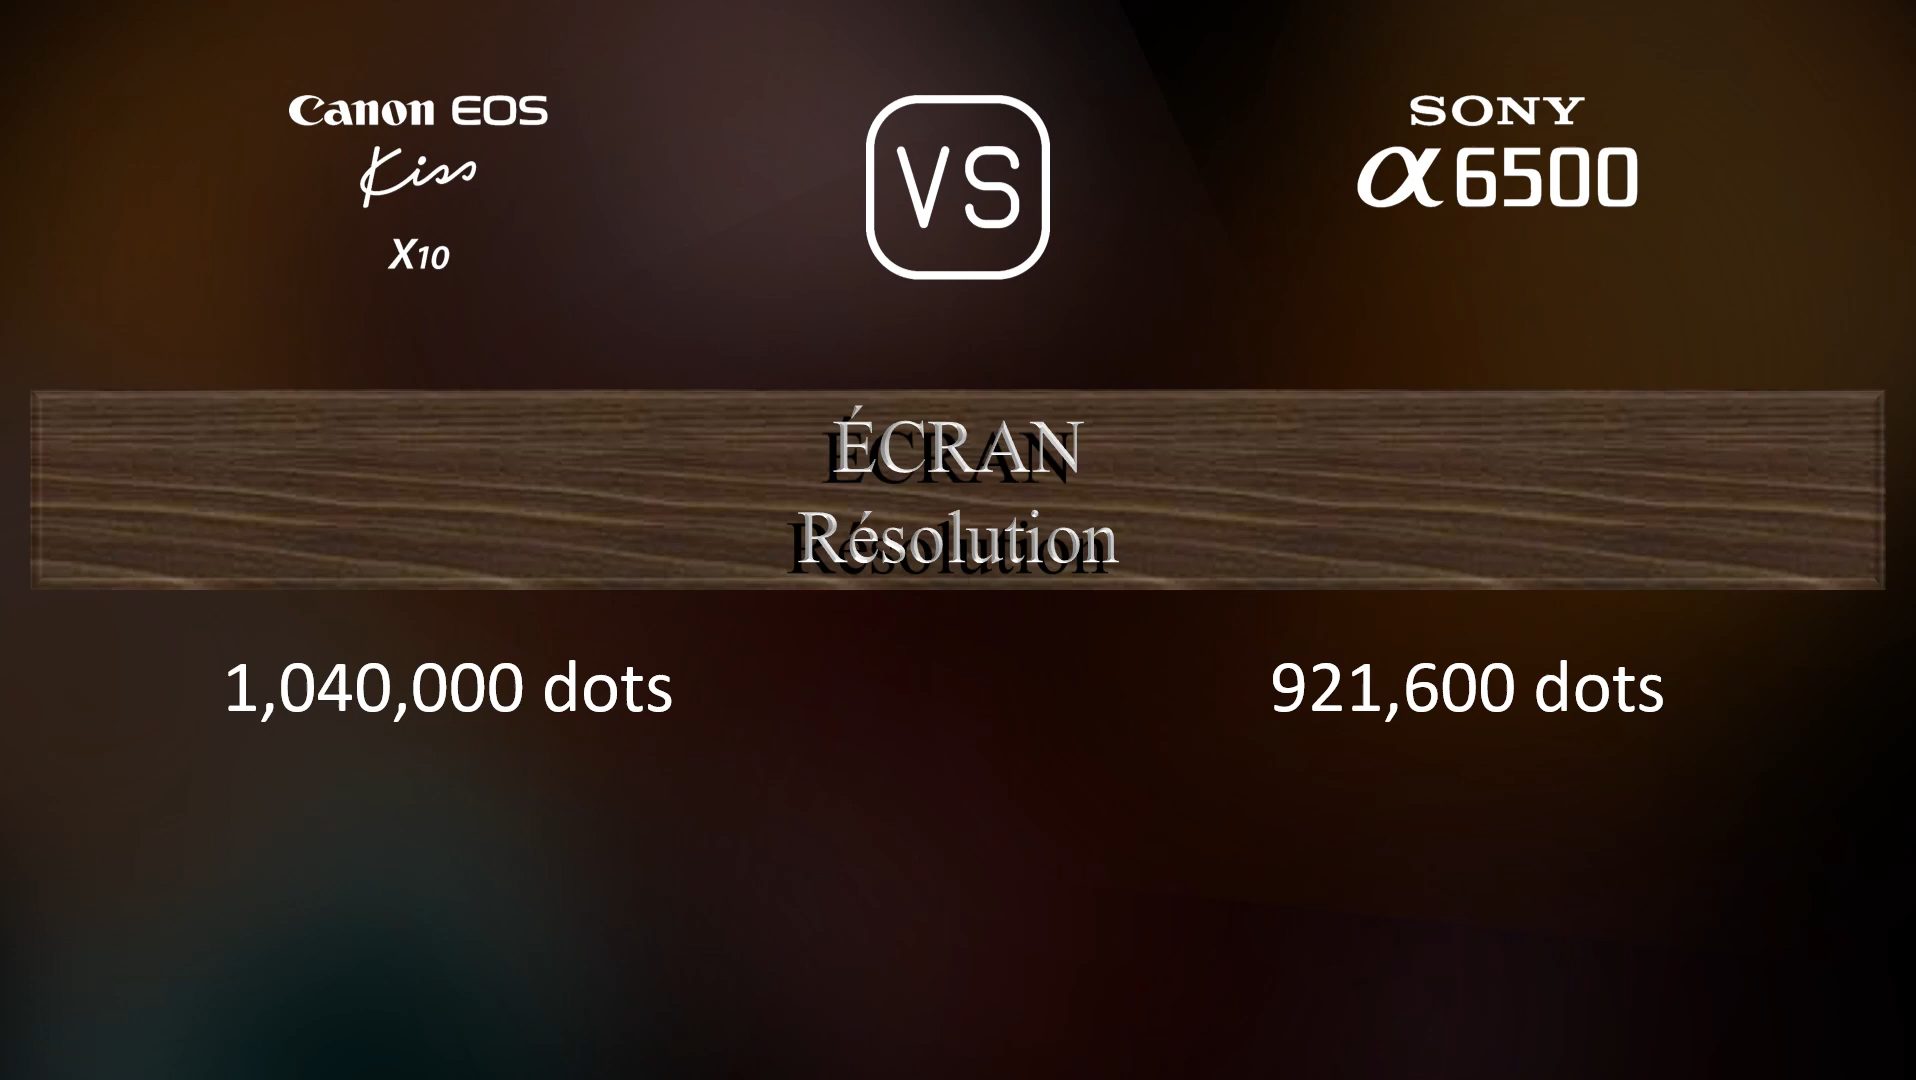 Canon EOS
Kiss
X10
VS
SONY
α6500
ÉCRAN
Résolution
1,040,000 dots
921,600 dots